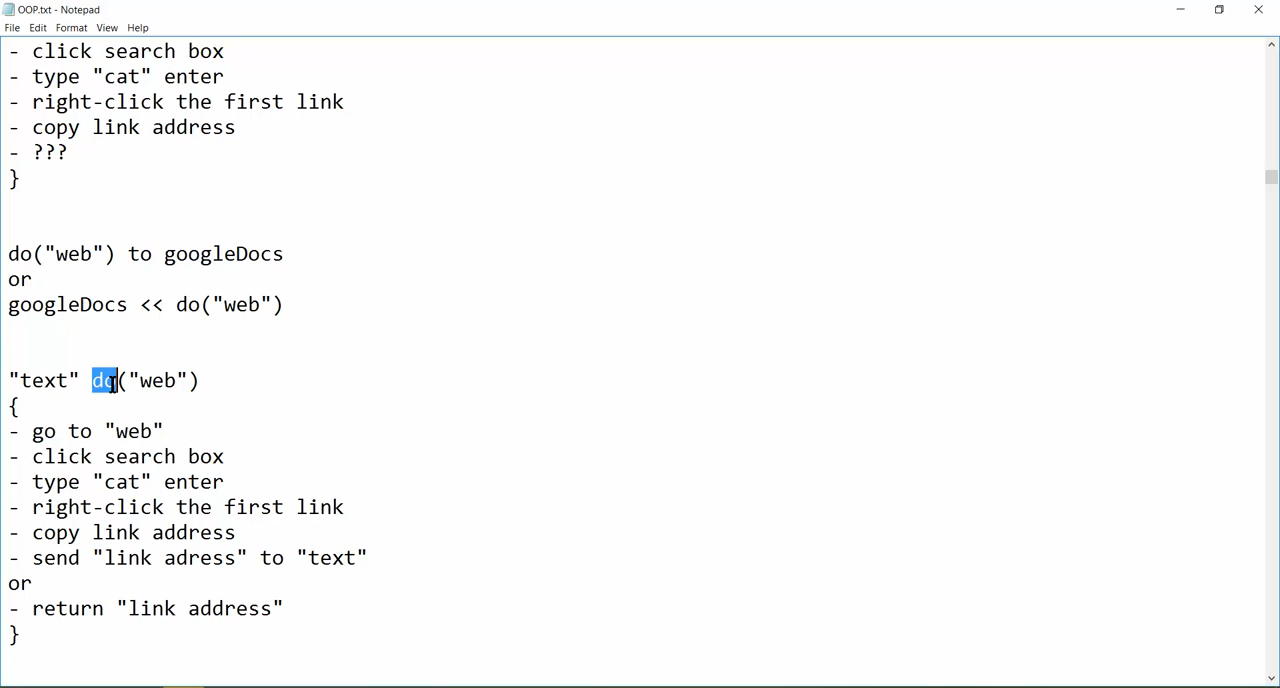 OOP.txt - Notepad
File Edit Format View Help
- click search box
- type "cat" enter
- right-click the first link
- copy link address
- ???
}
do("web") to googleDocs
or
googleDocs << do("web")
"text" do("web")
{
- go to "web"
- click search box
- type "cat" enter
- right-click the first link
- copy link address
- send "link adress" to "text"
or
- return "link address"
}